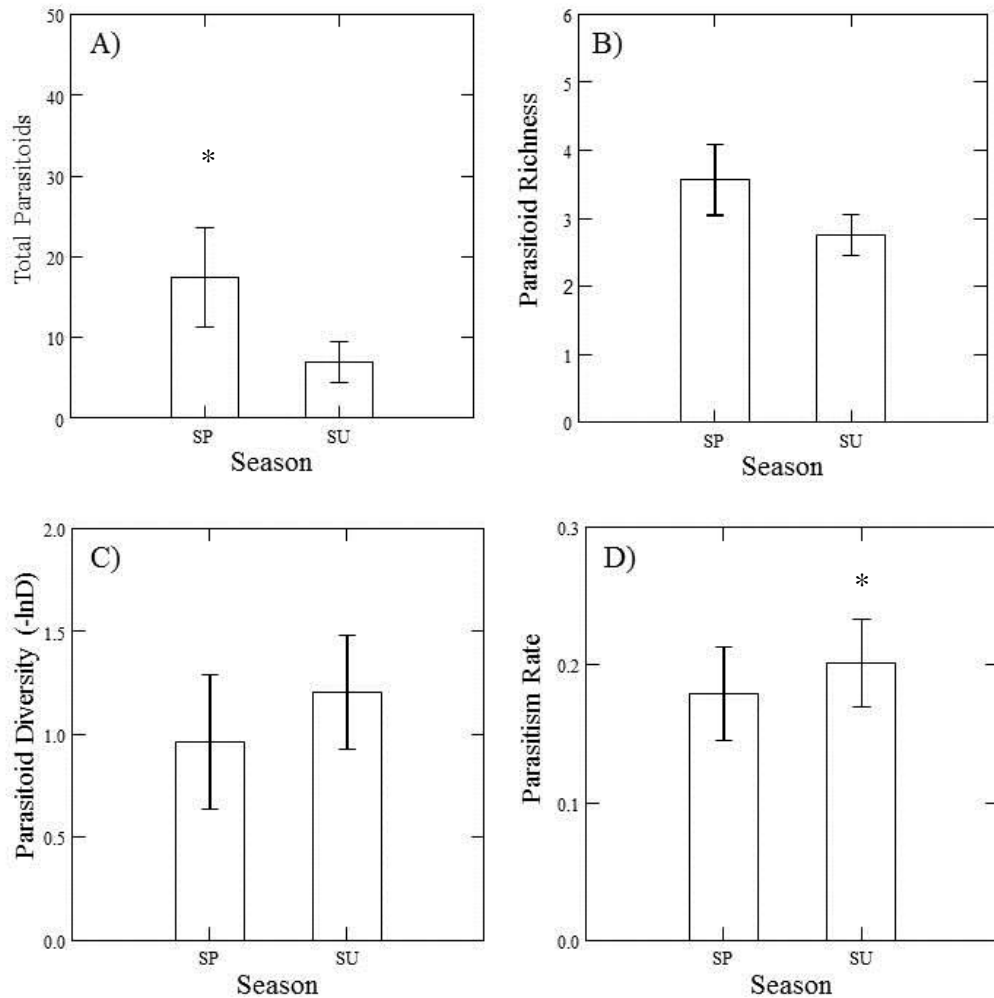 A)
Total Parasitoids
50
40
30
20
10
0
*
SP
SU
Season
B)
Parasitoid Richness
6
5
4
3
2
1
0
SP
SU
Season
C)
Parasitoid Diversity (-lnD)
2.0
1.5
1.0
0.5
0.0
SP
SU
Season
D)
Parasitism Rate
0.3
0.2
0.1
0.0
*
SP
SU
Season